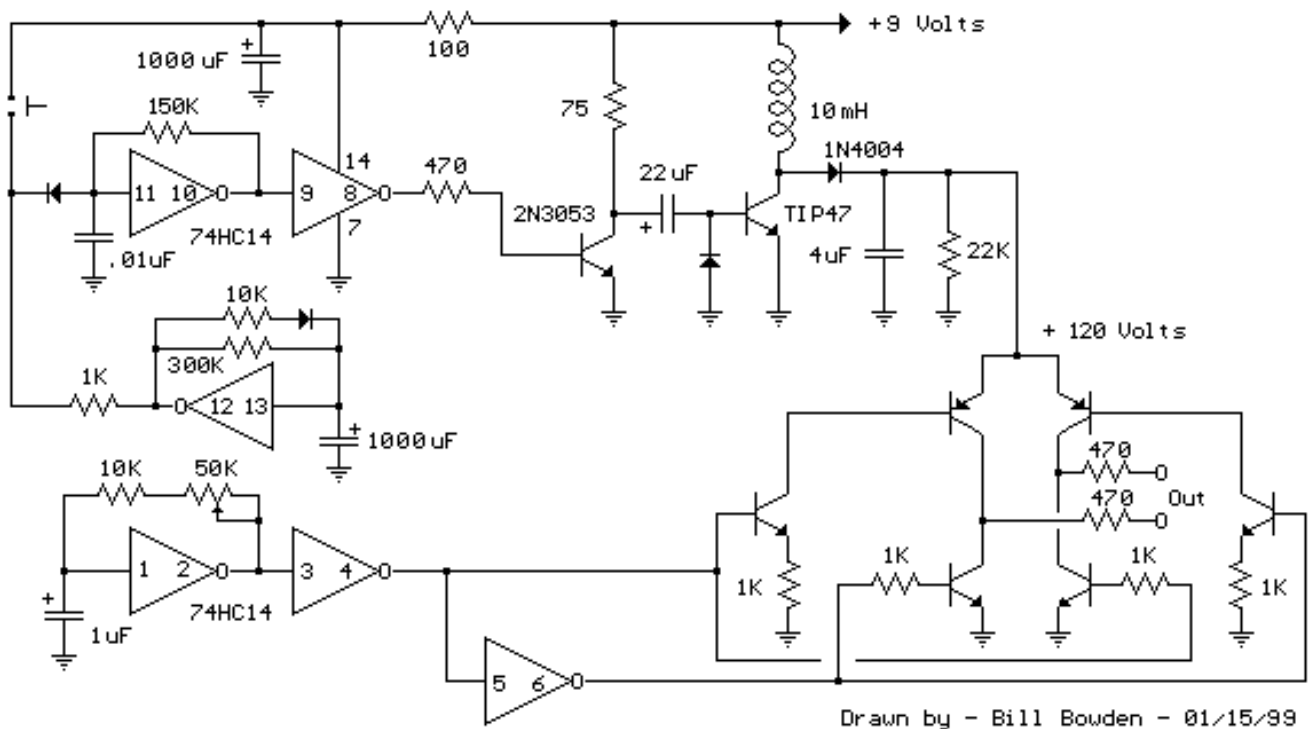 +9 Volts
1000 uF
100
150K
75
10 mH
14
1N4004
470
22 uF
11 10
9 8
2N3053
TIP47
7
74HC14
.01uF
4uF
22K
10K
+ 120 Volts
300K
1K
12 13
1000 uF
10K
50K
470
470
Out
1 2
3 4
1K
1K
1K
1K
74HC14
1uF
5 6
Drawn by - Bill Bowden - 01/15/99